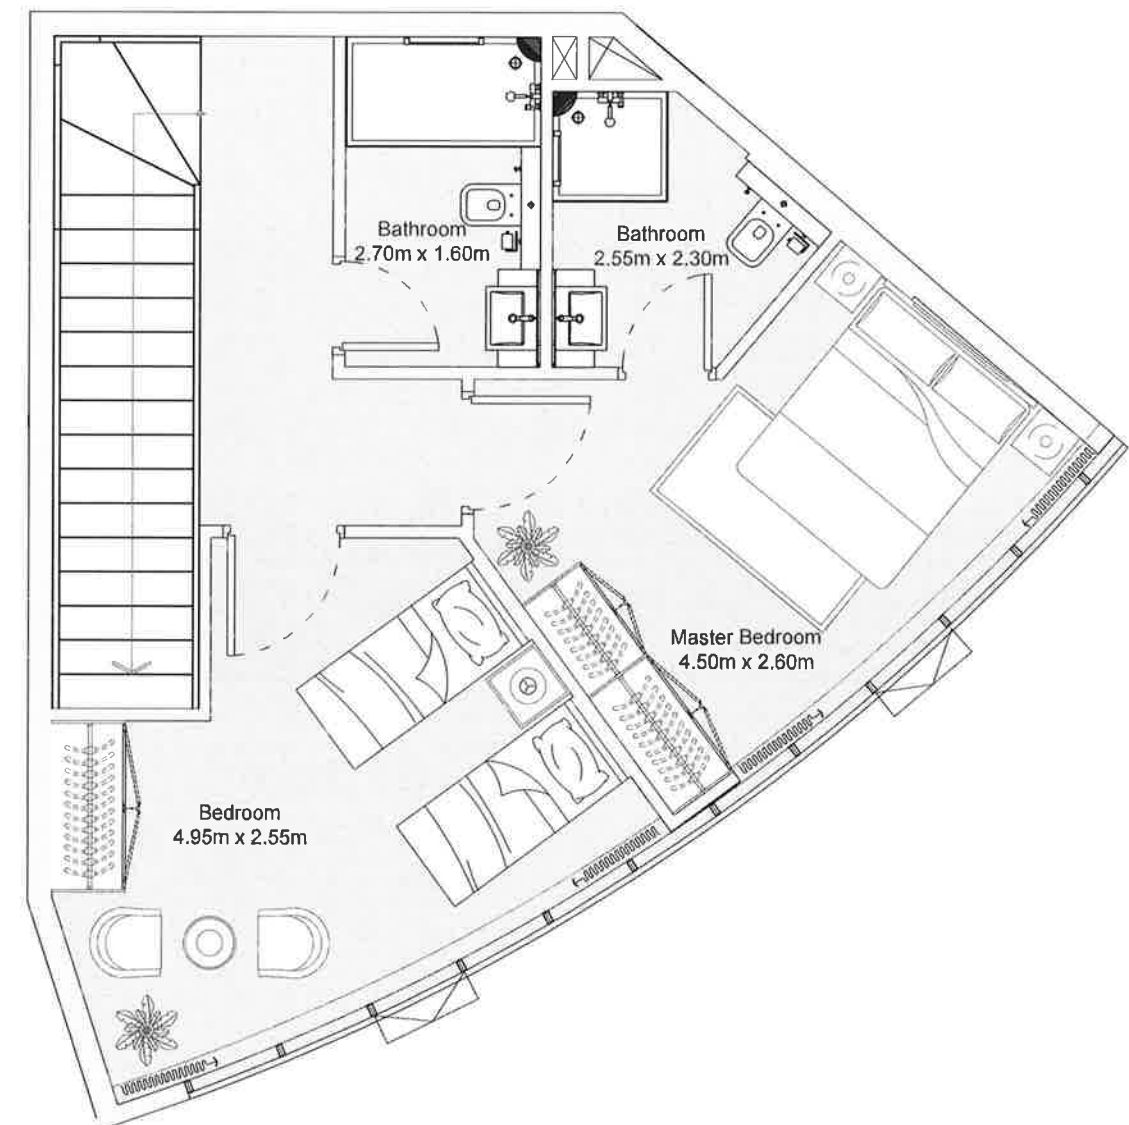 Bathroom
2.70m x 1.60m
Bathroom
2.55m x 2.30m
Master Bedroom
4.50m x 2.60m
Bedroom
4.95m x 2.55m